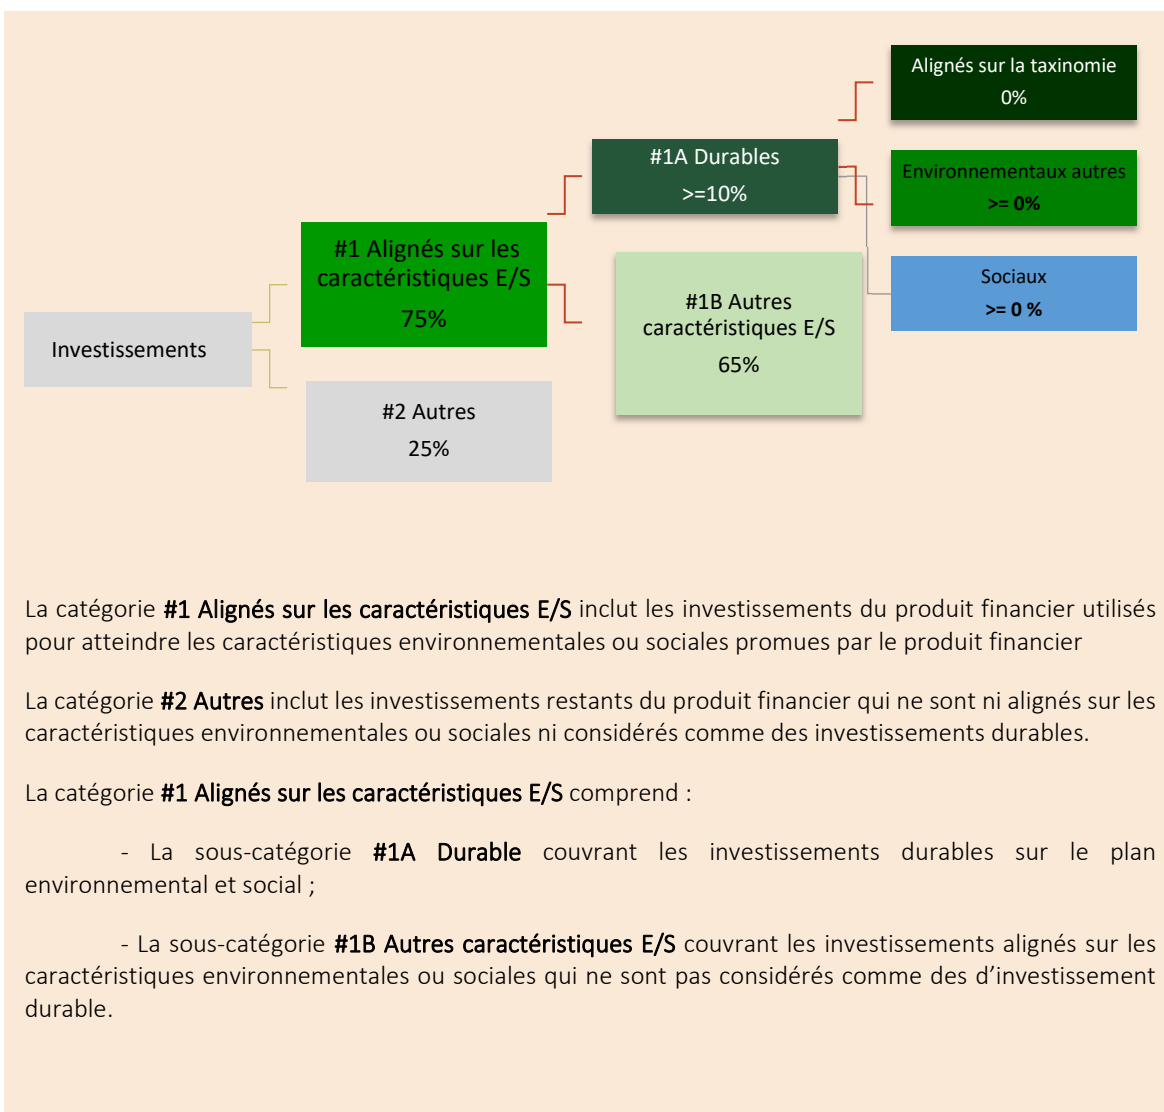 Alignés sur la taxinomie
0%
#1A Durables
>=10%
Environnementaux autres
>= 0%
#1 Alignés sur les
caractéristiques E/S
75%
Sociaux
>= 0 %
#1B Autres
caractéristiques E/S
65%
Investissements
#2 Autres
25%
La catégorie #1 Alignés sur les caractéristiques E/S inclut les investissements du produit financier utilisés
pour atteindre les caractéristiques environnementales ou sociales promues par le produit financier
La catégorie #2 Autres inclut les investissements restants du produit financier qui ne sont ni alignés sur les
caractéristiques environnementales ou sociales ni considérés comme des investissements durables.
La catégorie #1 Alignés sur les caractéristiques E/S comprend :
- La sous-catégorie #1A Durable couvrant les investissements durables sur le plan
environnemental et social ;
- La sous-catégorie #1B Autres caractéristiques E/S couvrant les investissements alignés sur les
caractéristiques environnementales ou sociales qui ne sont pas considérés comme des d’investissement
durable.